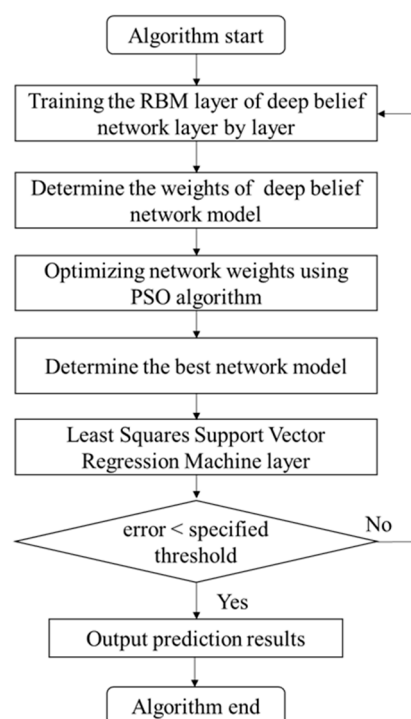 Algorithm start
Training the RBM layer of deep belief
network layer by layer
Determine the weights of deep belief
network model
Optimizing network weights using
PSO algorithm
Determine the best network model
Least Squares Support Vector
Regression Machine layer
error < specified
threshold
No
Yes
Output prediction results
Algorithm end